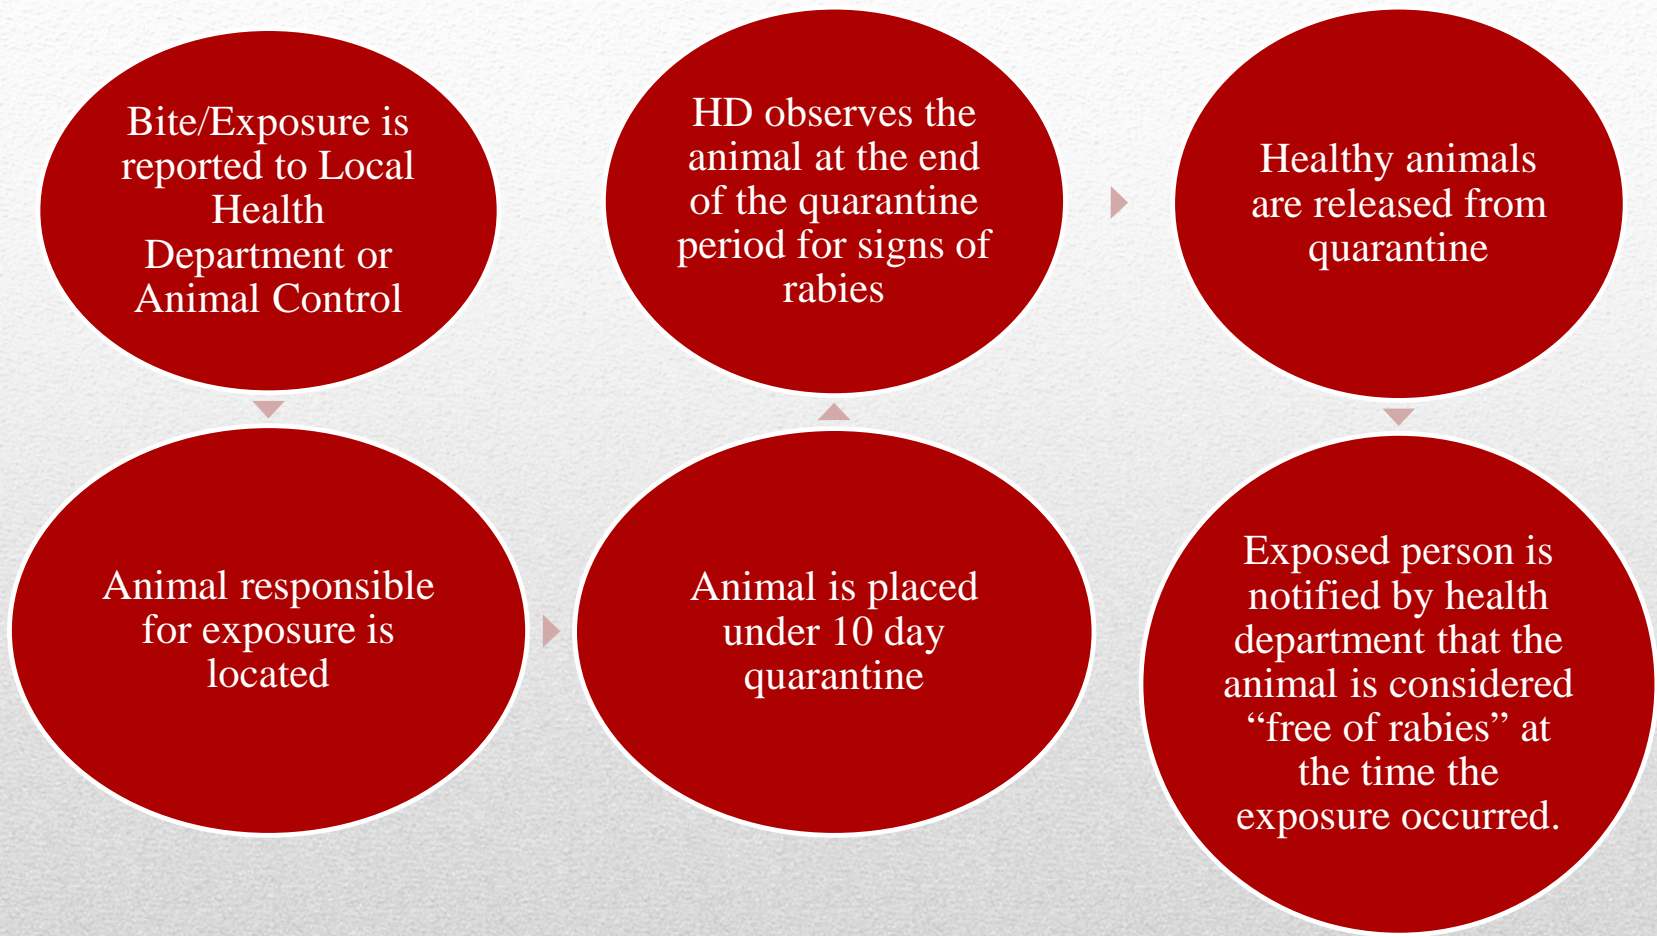 Bite/Exposure is
reported to Local
Health
Department or
Animal Control
Animal responsible
for exposure is
located
Animal is placed
under 10 day
quarantine
HD observes the
animal at the end
of the quarantine
period for signs of
rabies
Healthy animals
are released from
quarantine
Exposed person is
notified by health
department that the
animal is considered
“free of rabies” at
the time the
exposure occurred.